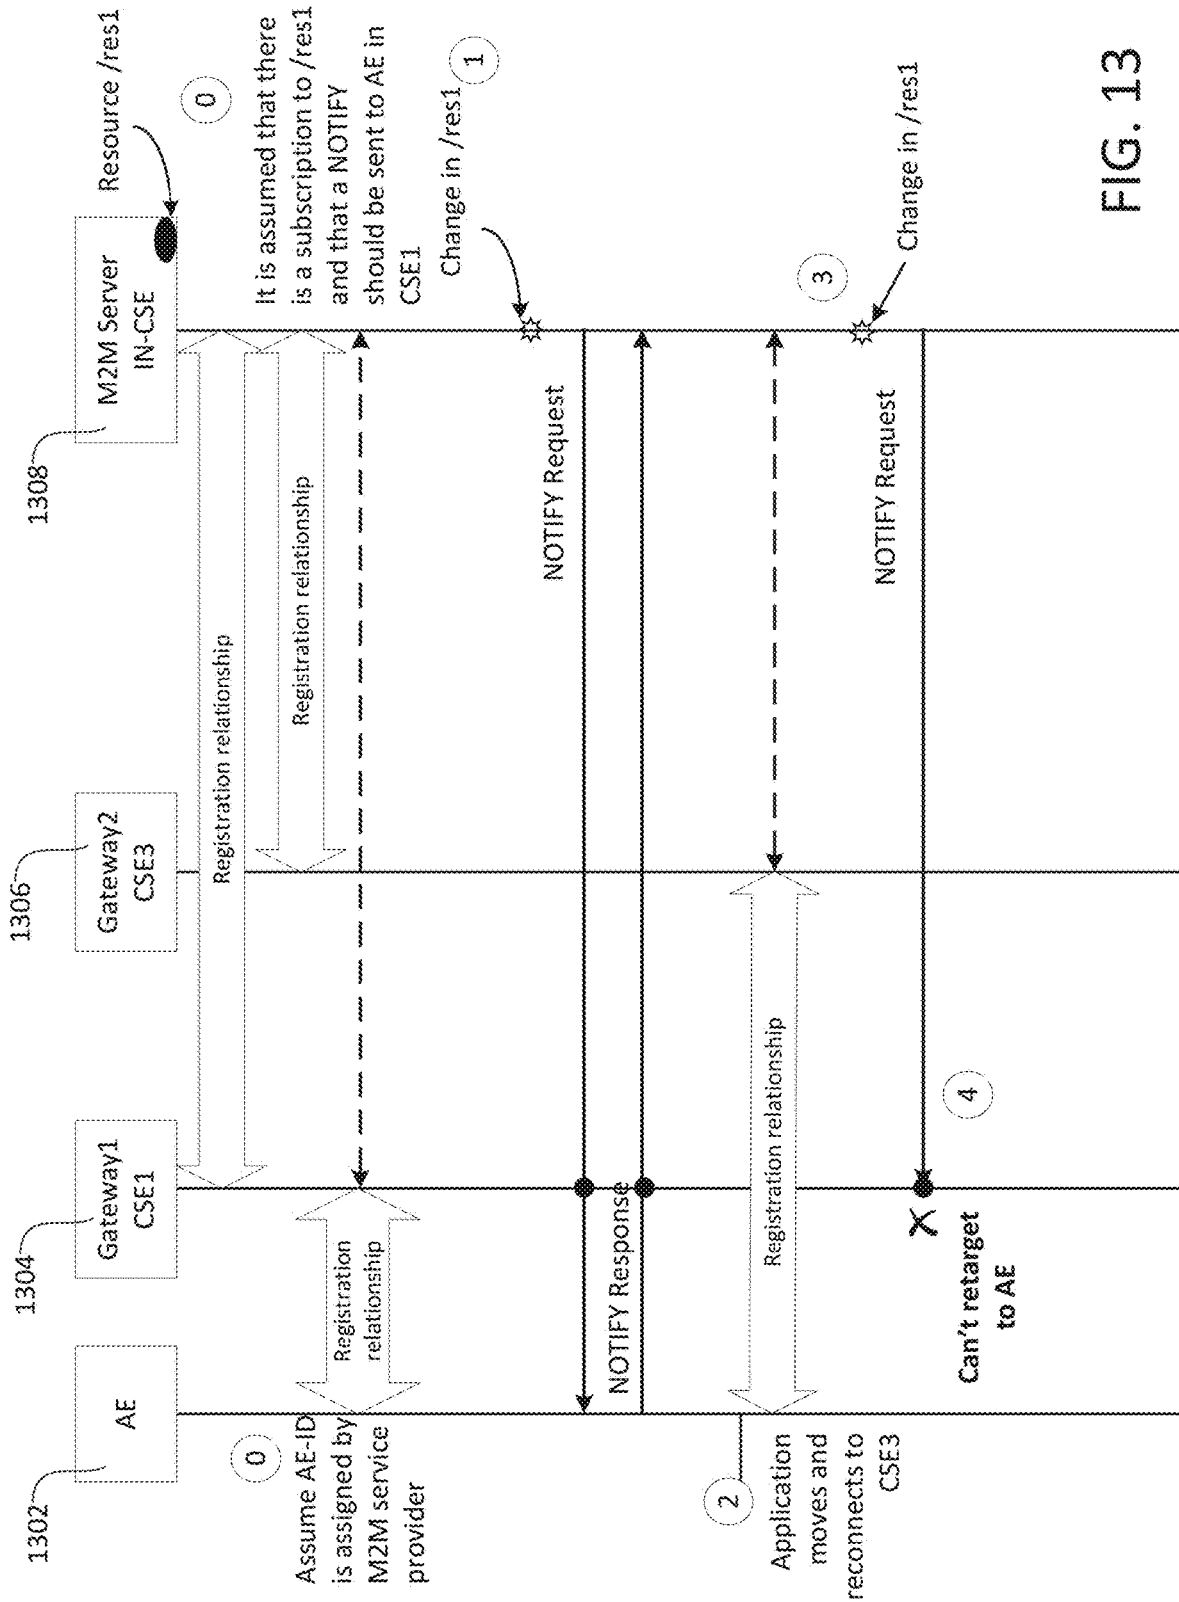 1302
AE
1304
Gateway1
CSE1
1306
Gateway2
CSE3
1308
M2M Server
IN-CSE
Resource /res1
0
Assume AE-ID
is assigned by
M2M service
provider
Registration relationship
0
It is assumed that there
is a subscription to /res1
and that a NOTIFY
should be sent to AE in
CSE1
Registration relationship
Registration
relationship
Change in /res1
1
NOTIFY Request
NOTIFY Response
2
Application
moves and
reconnects to
CSE3
Registration relationship
3
Change in /res1
NOTIFY Request
4
X
Can't retarget
to AE
FIG. 13